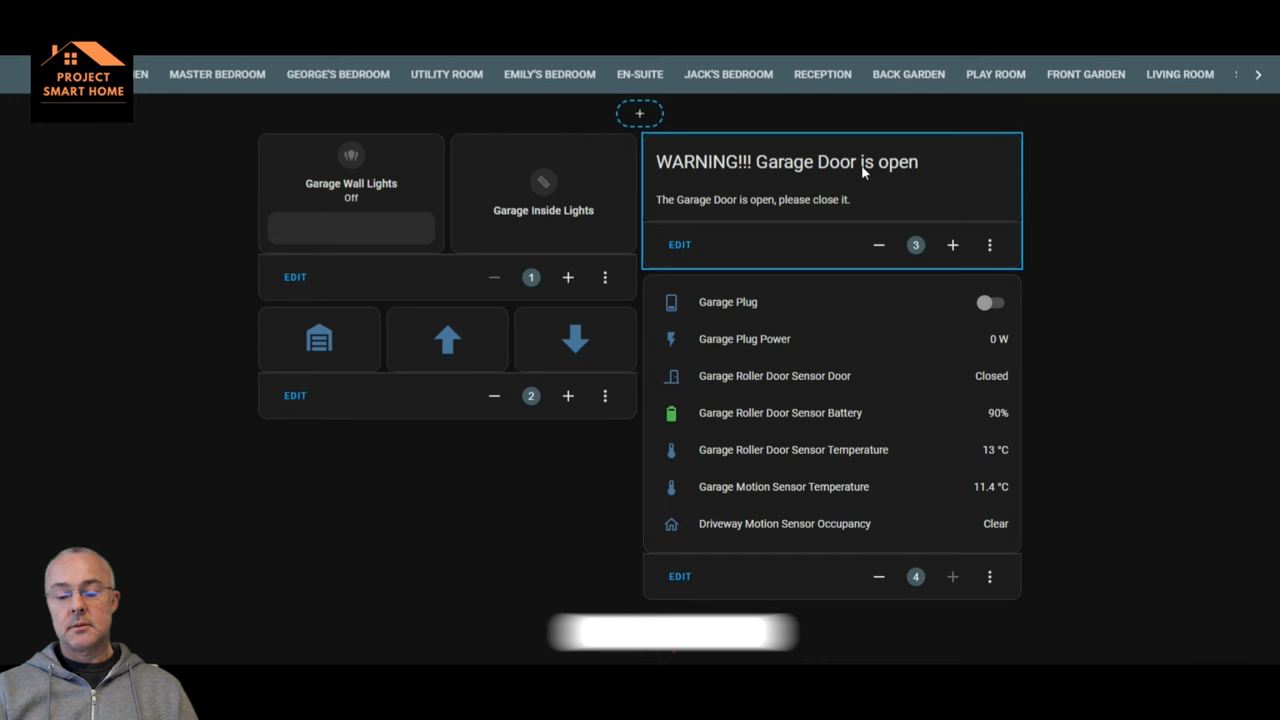 PROJECT
SMART HOME
EN MASTER BEDROOM GEORGE'S BEDROOM UTILITY ROOM EMILY'S BEDROOM EN-SUITE JACK'S BEDROOM RECEPTION BACK GARDEN PLAY ROOM FRONT GARDEN LIVING ROOM
+
Garage Wall Lights
Off
Garage Inside Lights
EDIT
1
EDIT
2
WARNING!!! Garage Door is open
The Garage Door is open, please close it.
EDIT
3
Garage Plug
Garage Plug Power 0 W
Garage Roller Door Sensor Door Closed
Garage Roller Door Sensor Battery 90%
Garage Roller Door Sensor Temperature 13 °C
Garage Motion Sensor Temperature 11.4 °C
Driveway Motion Sensor Occupancy Clear
EDIT
4